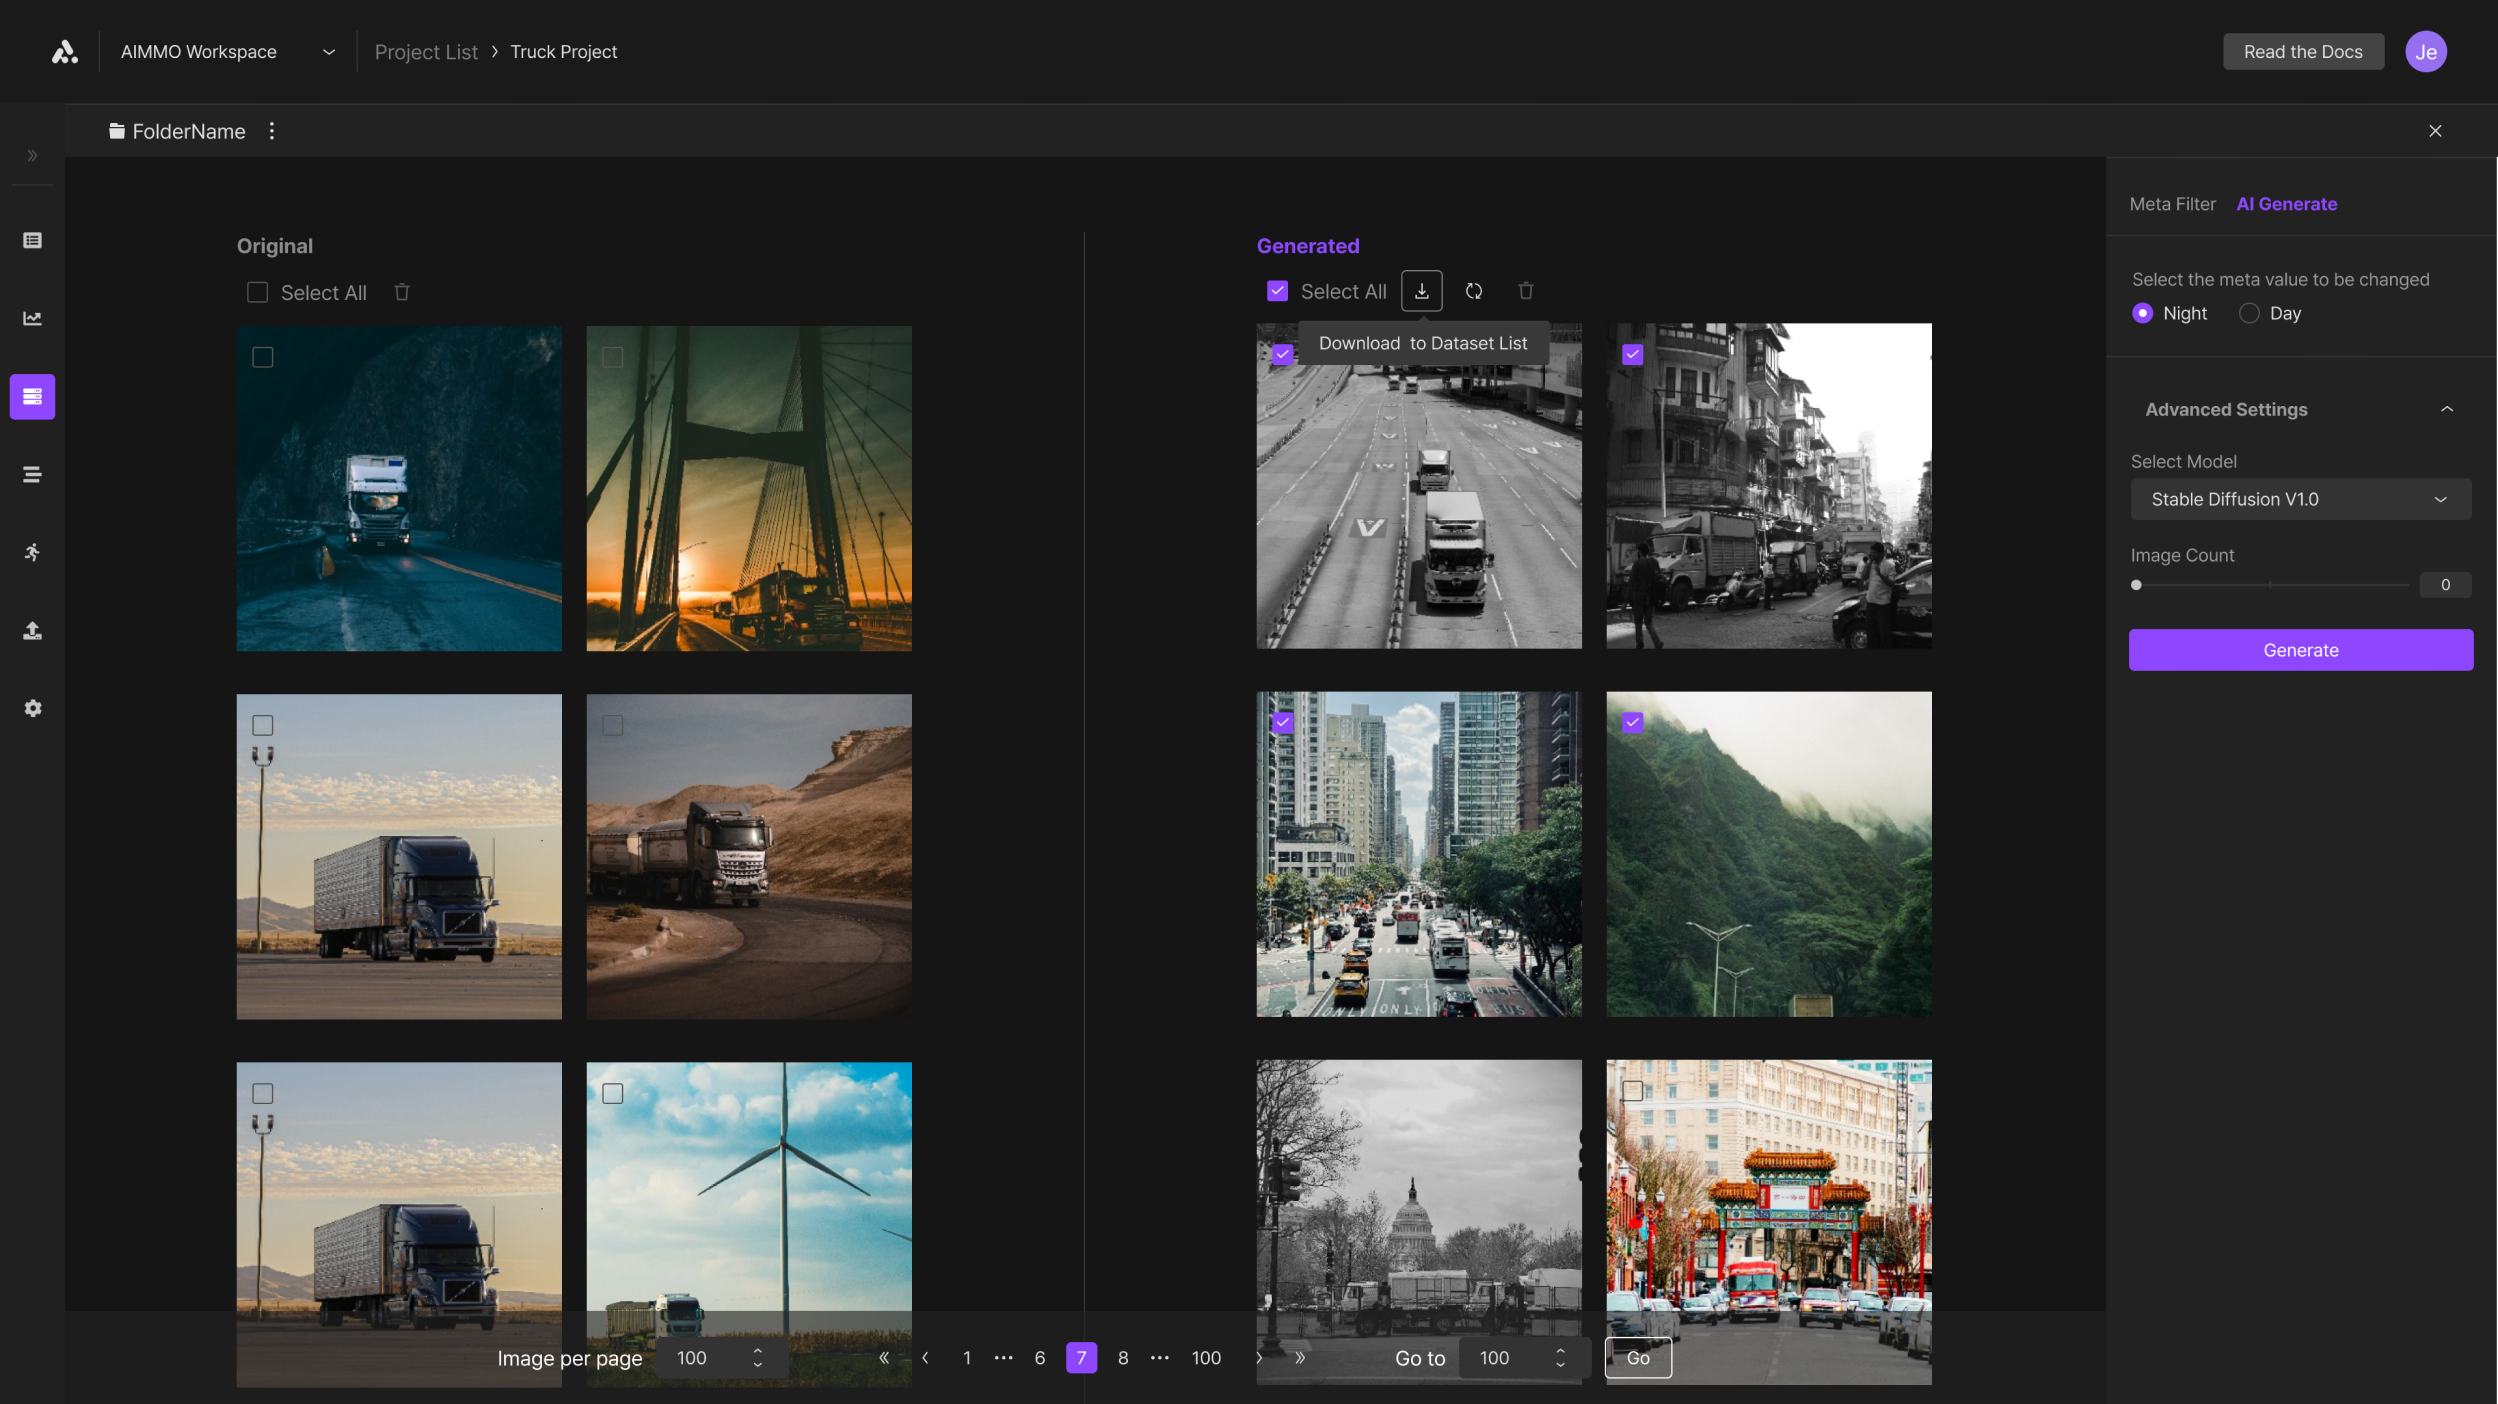 AIMMO Workspace
Project List › Truck Project
Read the Docs
Je
FolderName
Original
Select All
Generated
Select All
Download to Dataset List
Meta Filter
AI Generate
Select the meta value to be changed
Night
Day
Advanced Settings
Select Model
Stable Diffusion V1.0
Image Count
0
Generate
ONLY ONLY
BUS
Image per page 100
« ‹ 1 ··· 6 7 8 ··· 100 › »
Go to 100 Go